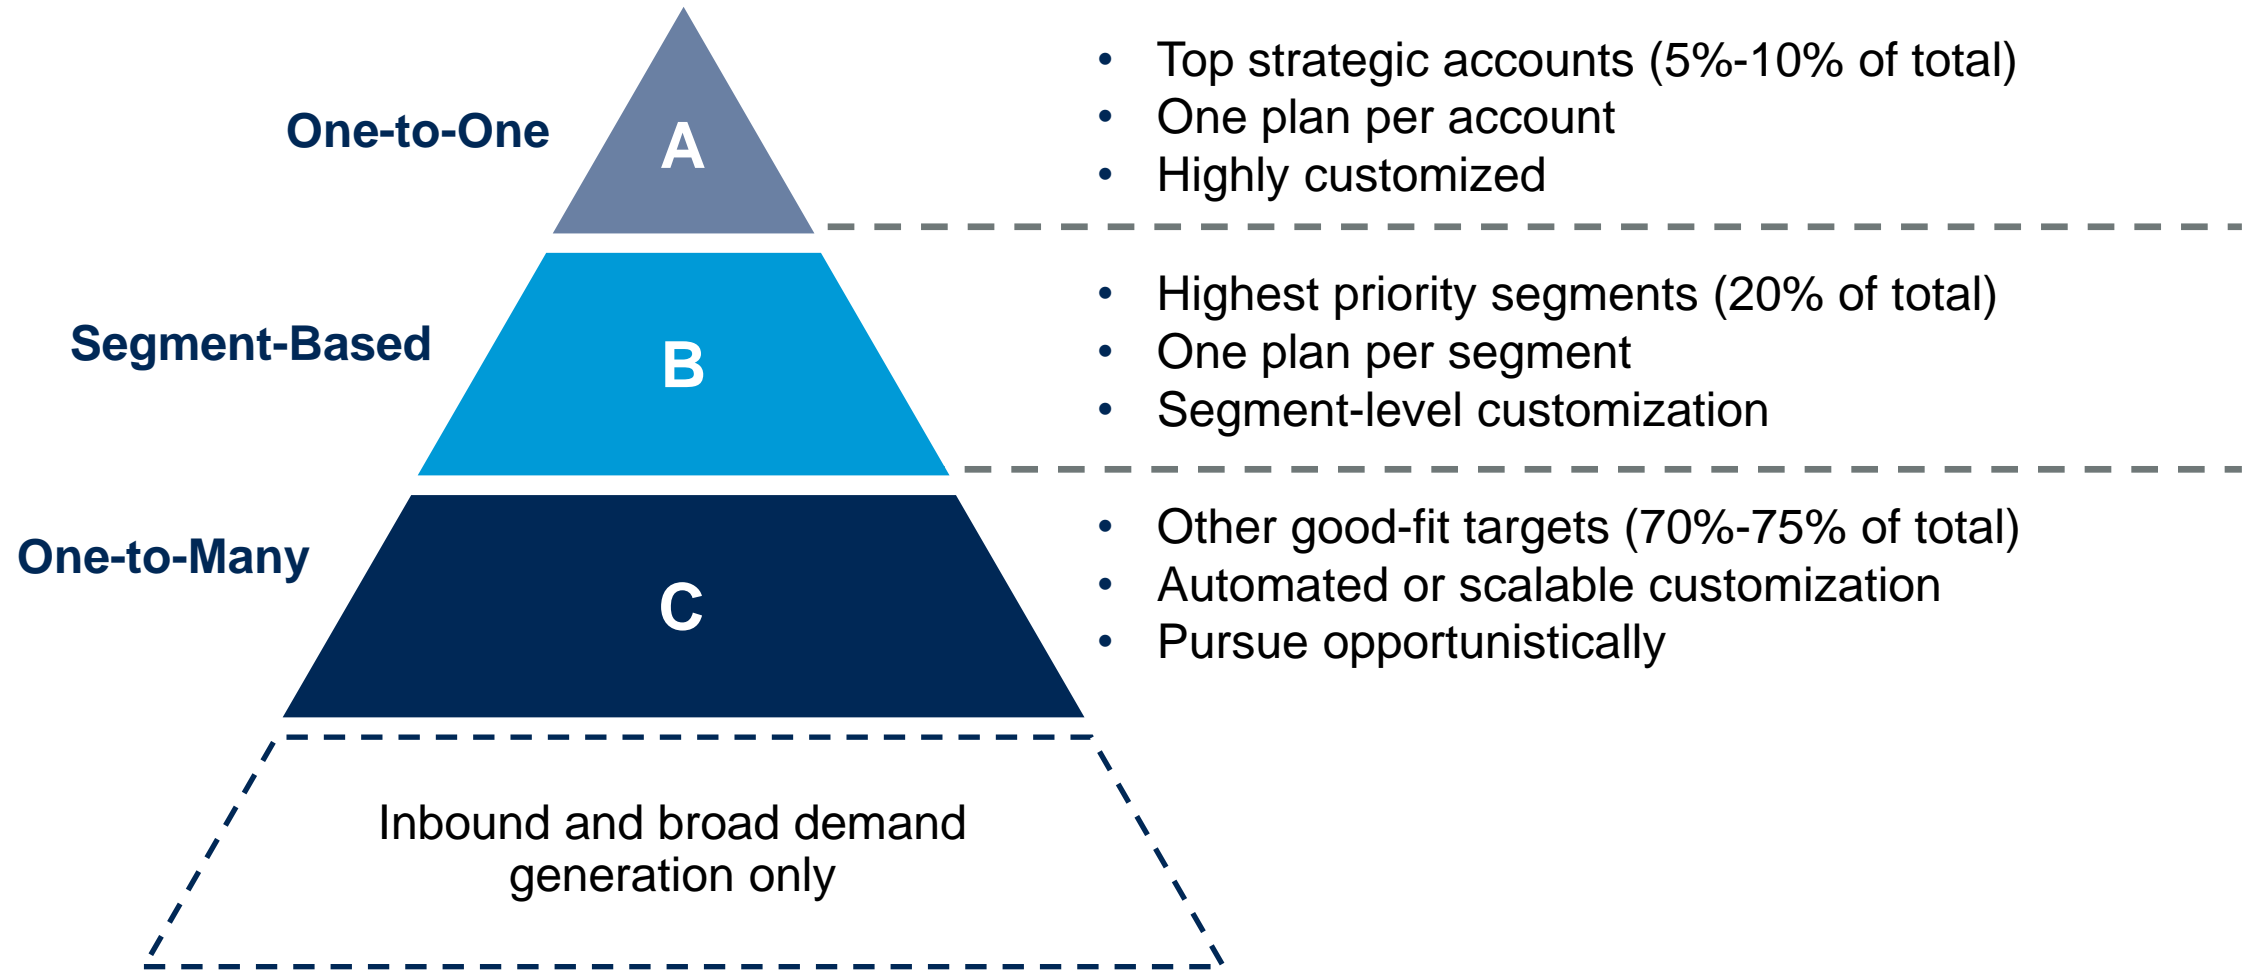 One-to-One
A
• Top strategic accounts (5%-10% of total)
• One plan per account
• Highly customized
Segment-Based
B
• Highest priority segments (20% of total)
• One plan per segment
• Segment-level customization
One-to-Many
C
• Other good-fit targets (70%-75% of total)
• Automated or scalable customization
• Pursue opportunistically
Inbound and broad demand
generation only